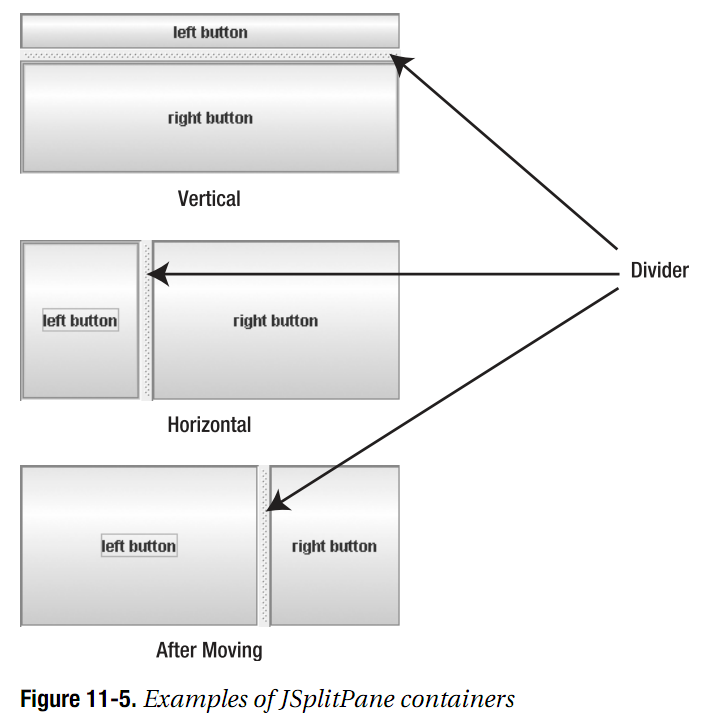 left button
right button
Vertical
Divider
left button
right button
Horizontal
left button
right button
After Moving
Figure 11-5. Examples of JSplitPane containers